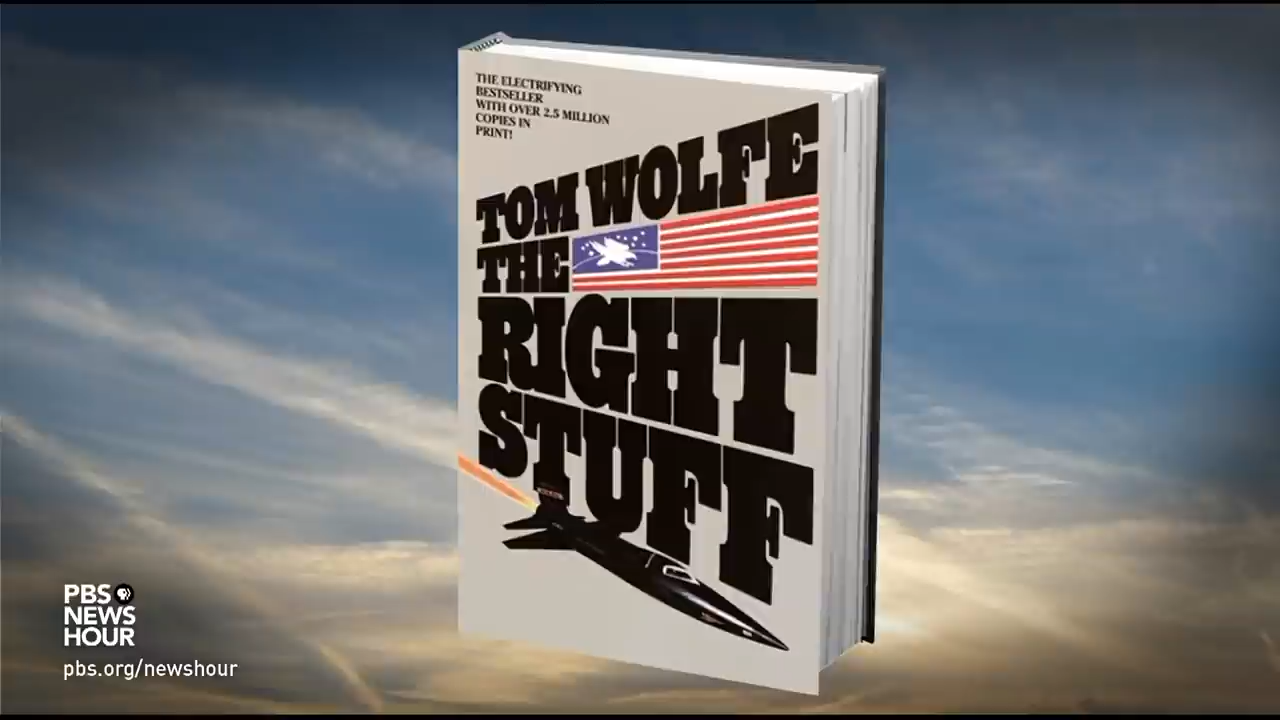 THE ELECTRIFYING
BESTSELLER
WITH OVER 2.5 MILLION
COPIES IN
PRINT!
TOM WOLFE
THE
RIGHT
STUFF
PBS
NEWS
HOUR
pbs.org/newshour